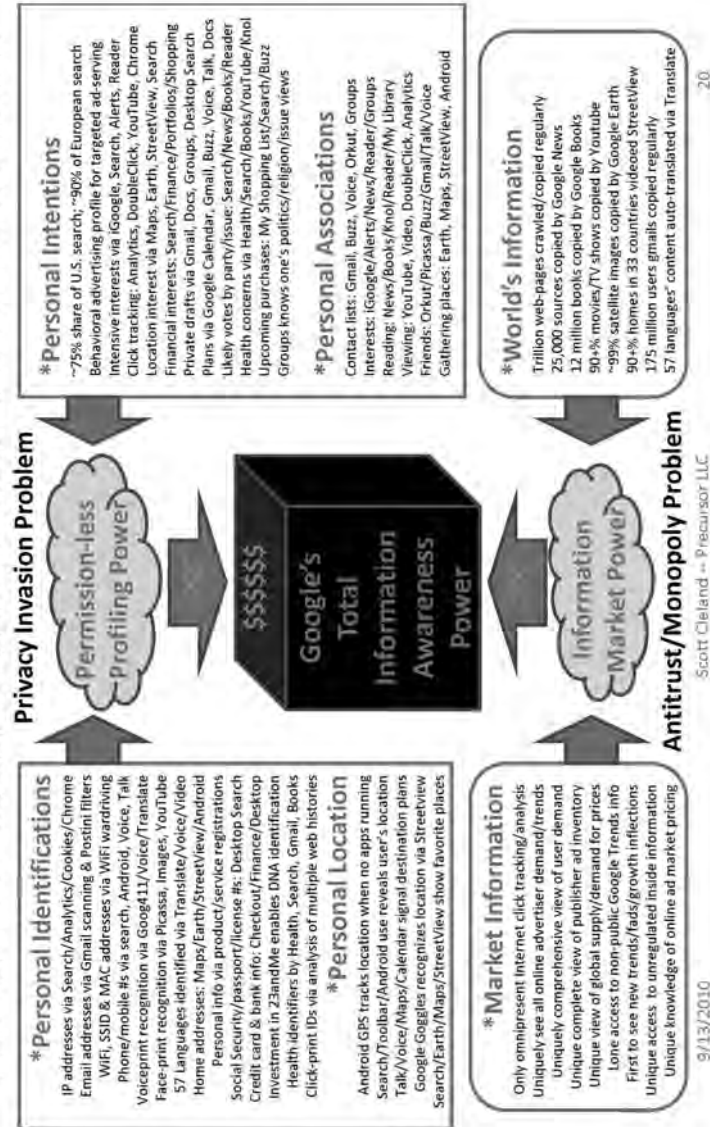 Privacy Invasion Problem
*Personal Identifications
IP addresses via Search/Analytics/Cookies/Chrome
Email addresses via Gmail scanning & Postini filters
WiFi, SSID & MAC addresses via WiFi wardriving
Phone/mobile #s via search, Android, Voice, Talk
Voiceprint recognition via Goog411/Voice/Translate
Face-print recognition via Picassa, Images, YouTube
57 Languages identified via Translate/Voice/Video
Home addresses: Maps/Earth/StreetView/Android
Personal info via product/service registrations
Social Security/passport/license #s: Desktop Search
Credit card & bank info: Checkout/Finance/Desktop
Investment in 23andMe enables DNA identification
Health identifiers by Health, Search, Gmail, Books
Click-print IDs via analysis of multiple web histories
*Personal Location
Android GPS tracks location when no apps running
Search/Toolbar/Android use reveals user's location
Talk/Voice/Maps/Calendar signal destination plans
Google Goggles recognizes location via Streetview
Search/Earth/Maps/StreetView show favorite places
Permission-less
Profiling Power
*Personal Intentions
~75% share of U.S. search; ~90% of European search
Behavioral advertising profile for targeted ad-serving
Intensive interests via iGoogle, Search, Alerts, Reader
Click tracking: Analytics, DoubleClick, YouTube, Chrome
Location interest via Maps, Earth, StreetView, Search
Financial interests: Search/Finance/Portfolios/Shopping
Private drafts via Gmail, Docs, Groups, Desktop Search
Plans via Google Calendar, Gmail, Buzz, Voice, Talk, Docs
Likely votes by party/issue: Search/News/Books/Reader
Health concerns via Health/Search/Books/YouTube/Knol
Upcoming purchases: My Shopping List/Search/Buzz
Groups knows one's politics/religion/issue views
*Personal Associations
Contact lists: Gmail, Buzz, Voice, Orkut, Groups
Interests: iGoogle/Alerts/News/Reader/Groups
Reading: News/Books/Knol/Reader/My Library
Viewing: YouTube, Video, DoubleClick, Analytics
Friends: Orkut/Picassa/Buzz/Gmail/Talk/Voice
Gathering places: Earth, Maps, StreetView, Android
$$$$$$
Google's
Total
Information
Awareness
Power
*Market Information
Only omnipresent Internet click tracking/analysis
Uniquely see all online advertiser demand/trends
Uniquely comprehensive view of user demand
Unique complete view of publisher ad inventory
Unique view of global supply/demand for prices
Lone access to non-public Google Trends info
First to see new trends/fads/growth inflections
Unique access to unregulated inside information
Unique knowledge of online ad market pricing
Information
Market Power
*World's Information
Trillion web-pages crawled/copied regularly
25,000 sources copied by Google News
12 million books copied by Google Books
90+% movies/TV shows copied by Youtube
~99% satellite images copied by Google Earth
90+% homes in 33 countries videoed StreetView
175 million users gmails copied regularly
57 languages' content auto-translated via Translate
Antitrust/Monopoly Problem
9/13/2010
Scott Cleland -- Precursor LLC
20